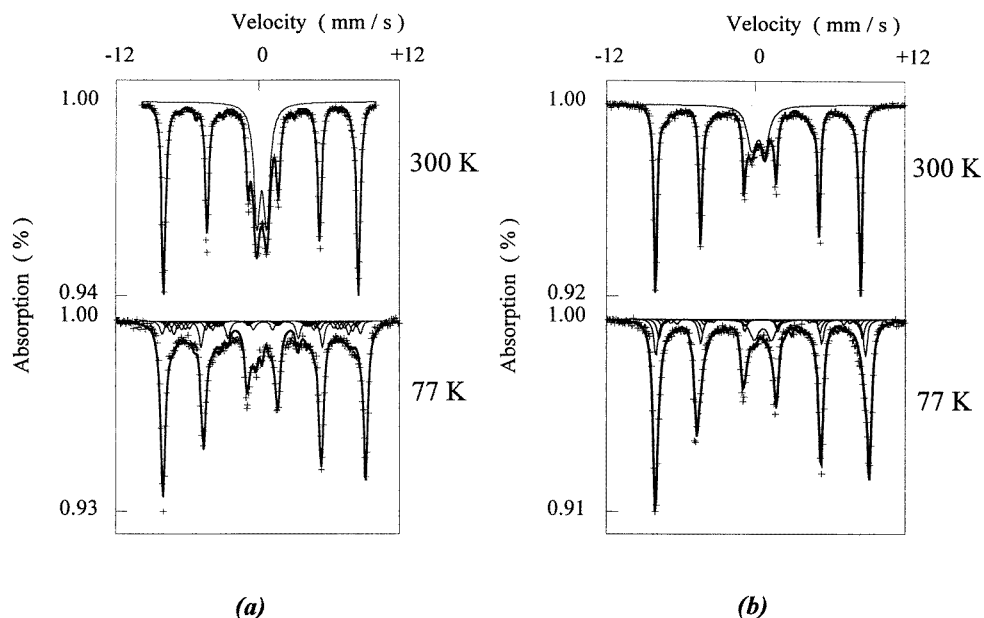 Velocity ( mm / s )
-12 0 +12
1.00
300 K
0.94
1.00
77 K
0.93
Absorption ( % )
(a)
Velocity ( mm / s )
-12 0 +12
1.00
300 K
0.92
1.00
77 K
0.91
Absorption ( % )
(b)